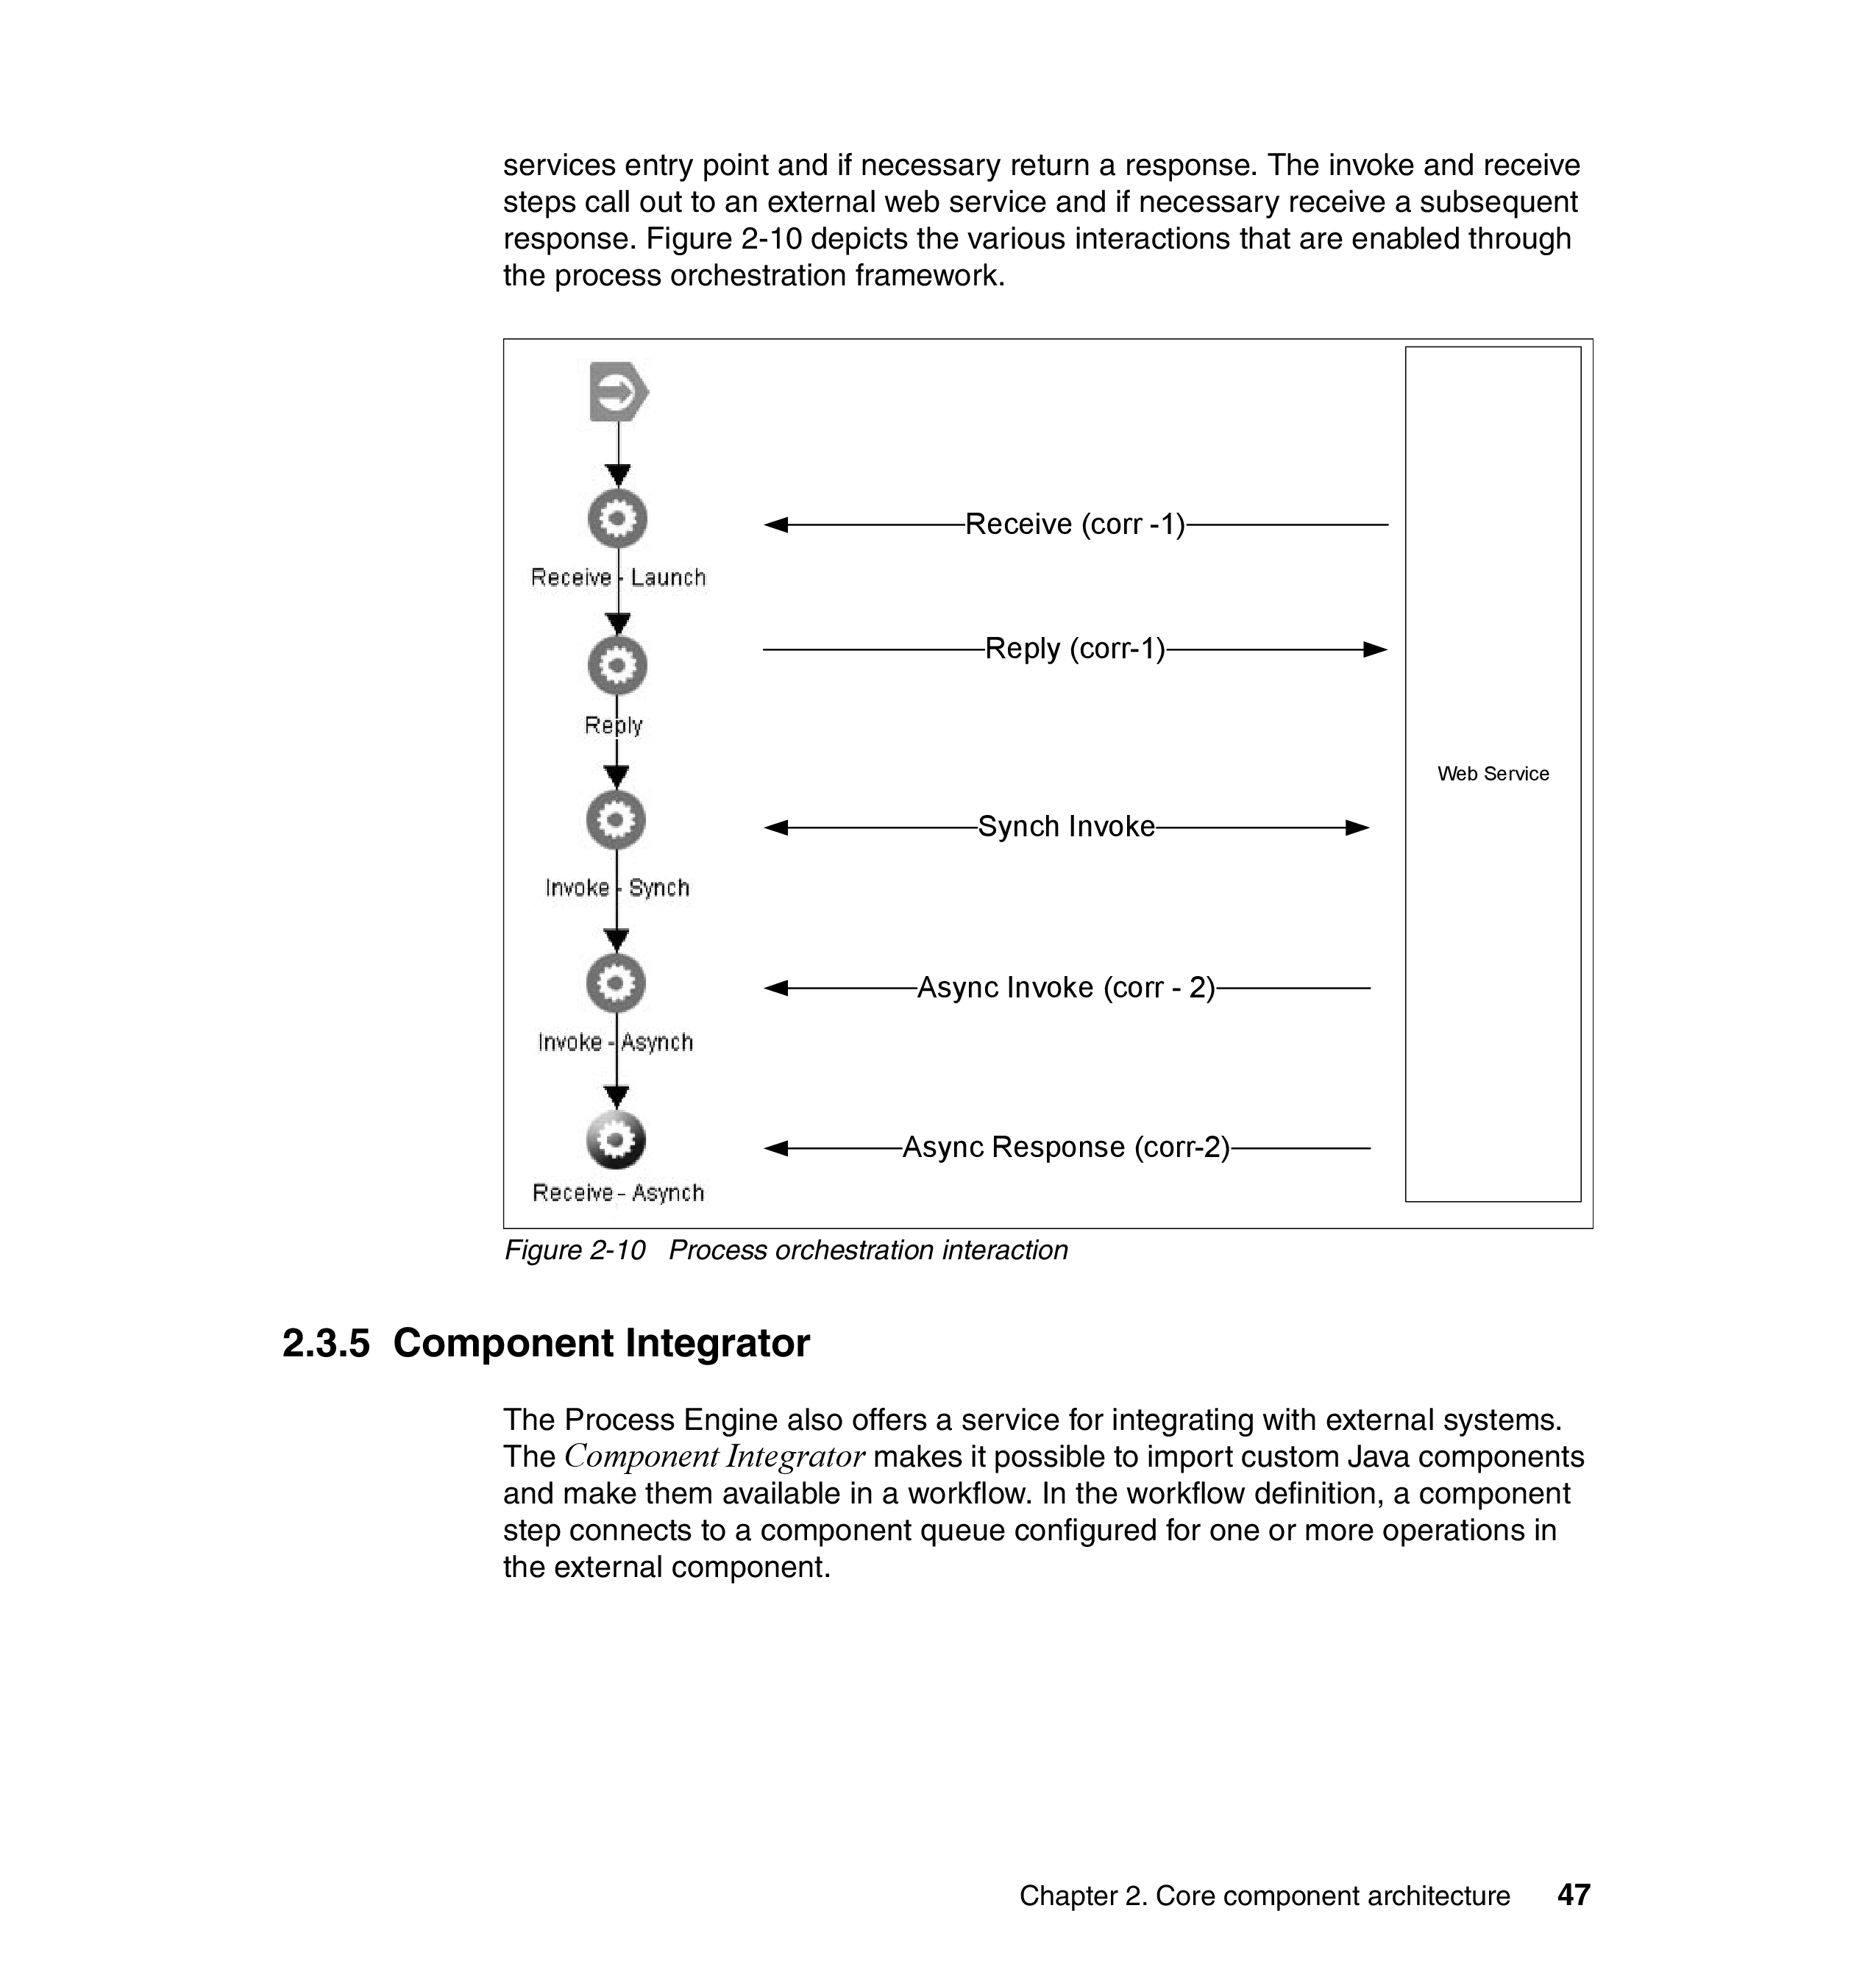 services entry point and if necessary return a response. The invoke and receive
steps call out to an external web service and if necessary receive a subsequent
response. Figure 2-10 depicts the various interactions that are enabled through
the process orchestration framework.
Receive (corr -1)
Receive - Launch
Reply (corr-1)
Reply
Web Service
Synch Invoke
Invoke - Synch
Async Invoke (corr - 2)
Invoke - Asynch
Async Response (corr-2)
Receive - Asynch
Figure 2-10 Process orchestration interaction
2.3.5 Component Integrator
The Process Engine also offers a service for integrating with external systems.
The Component Integrator makes it possible to import custom Java components
and make them available in a workflow. In the workflow definition, a component
step connects to a component queue configured for one or more operations in
the external component.
Chapter 2. Core component architecture 47